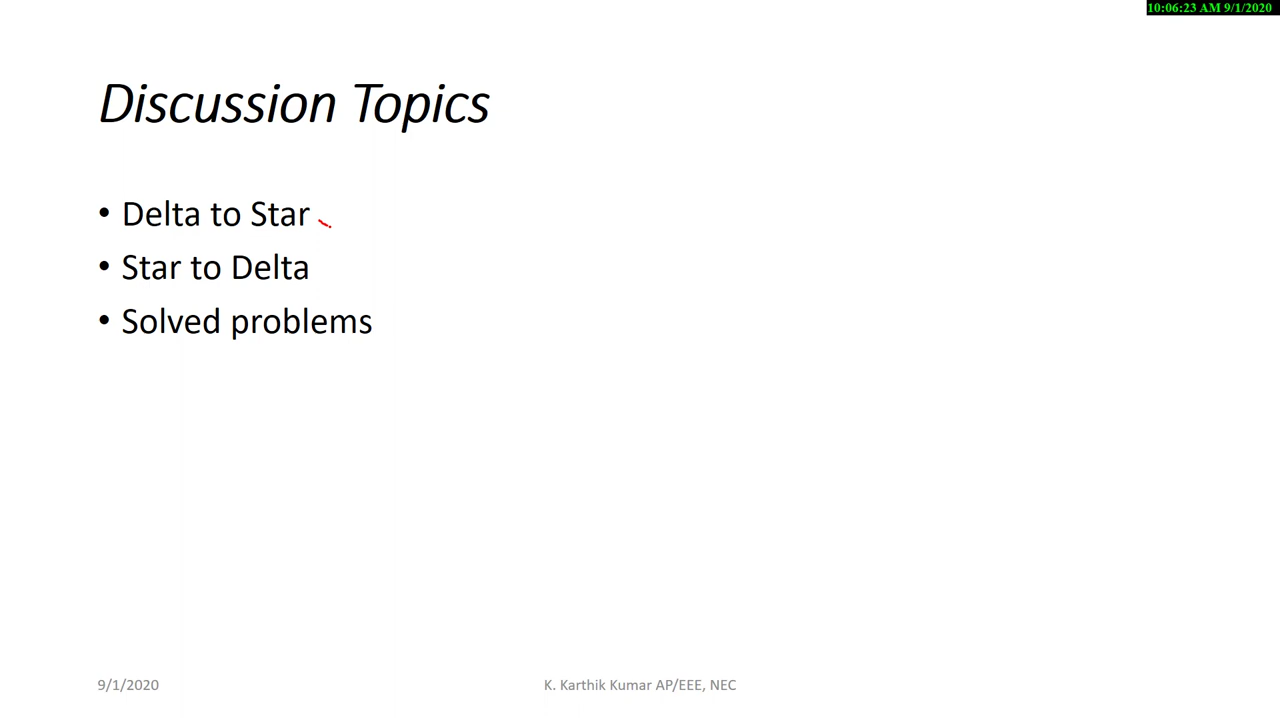 10:06:23 AM 9/1/2020
Discussion Topics
• Delta to Star
• Star to Delta
• Solved problems
9/1/2020
K. Karthik Kumar AP/EEE, NEC